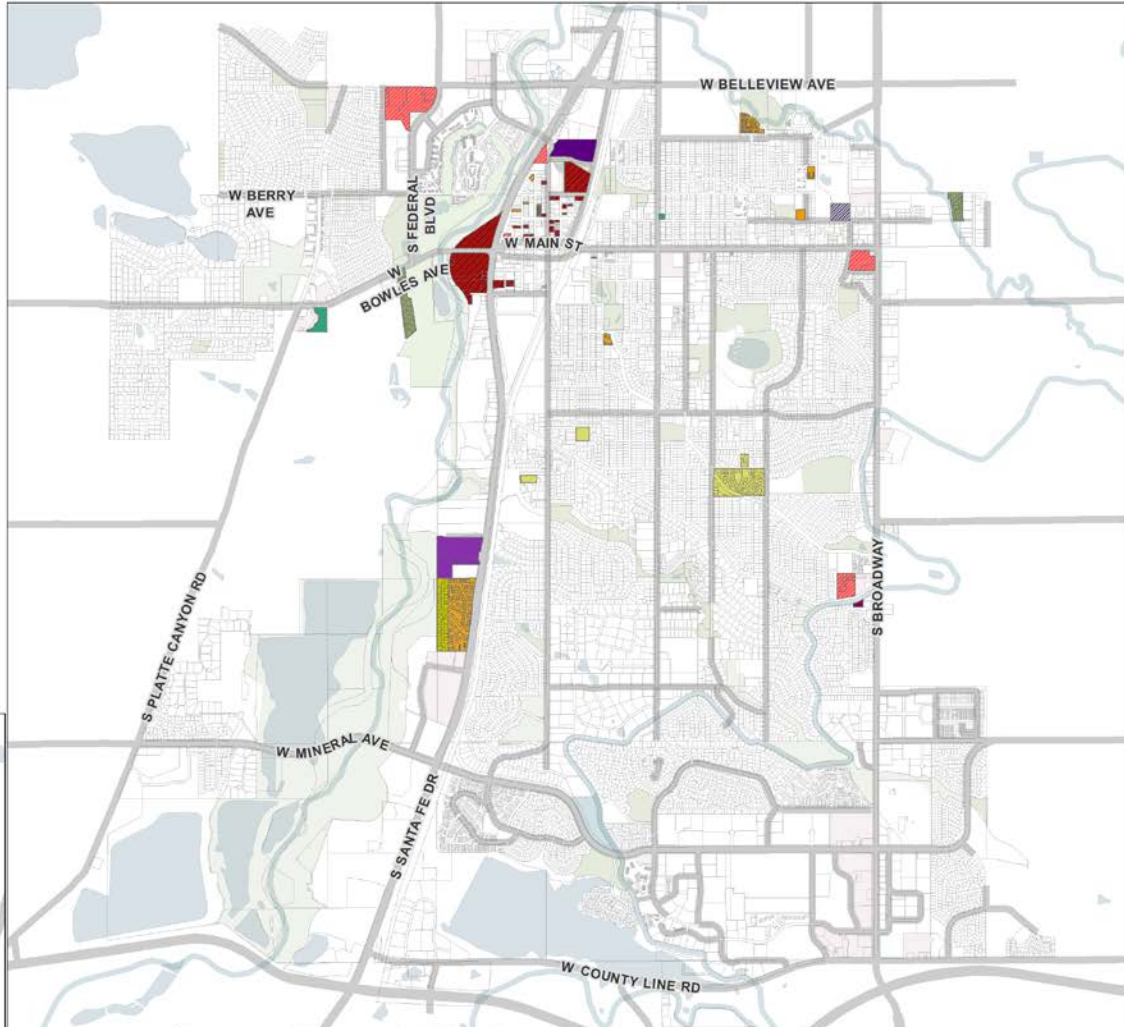 W BELLEVIEW AVE
W BERRY
AVE
S FEDERAL
BLVD
W MAIN ST
W
BOWLES AVE
S PLATTE CANYON RD
S BROADWAY
W MINERAL AVE
S SANTA FE DR
W COUNTY LINE RD